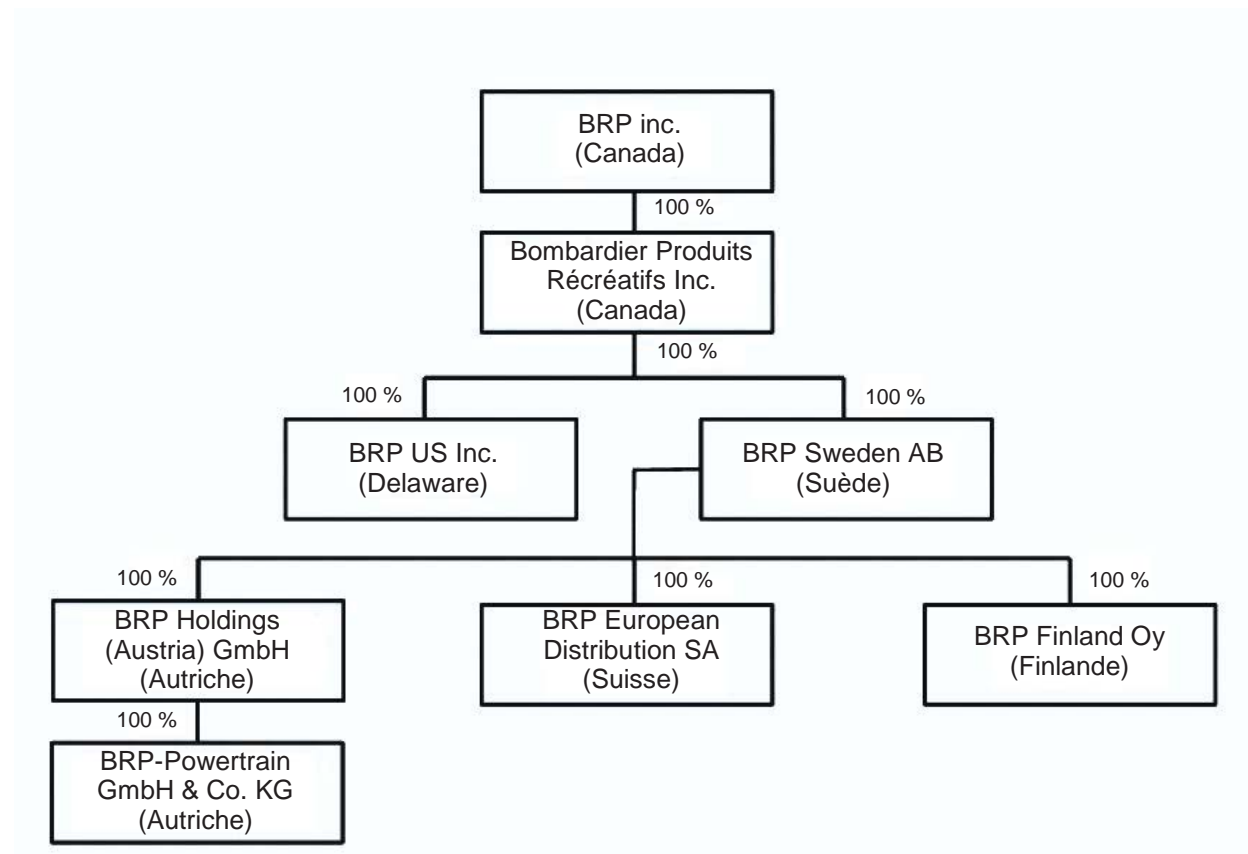 BRP inc.
(Canada)
100 %
Bombardier Produits
Récréatifs Inc.
(Canada)
100 %
100 %
100 %
BRP US Inc.
(Delaware)
BRP Sweden AB
(Suède)
100 %
100 %
100 %
BRP Holdings
(Austria) GmbH
(Autriche)
BRP European
Distribution SA
(Suisse)
BRP Finland Oy
(Finlande)
100 %
BRP-Powertrain
GmbH & Co. KG
(Autriche)